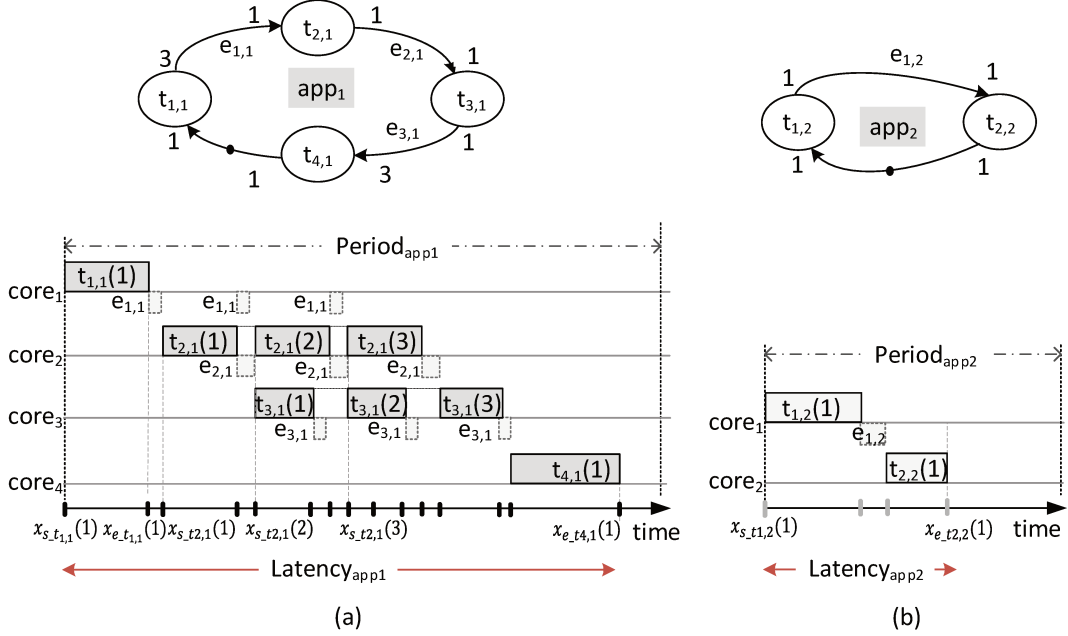 1 t2,1 1
3 e1,1 e2,1 1
t1,1 app1 t3,1
1 e3,1 1
1 t4,1 3
e1,2
1 1
t1,2 app2 t2,2
1 1
Periodapp1
core1 t1,1(1)
e1,1 e1,1 e1,1
core2 t2,1(1) t2,1(2) t2,1(3)
e2,1 e2,1 e2,1
core3 t3,1(1) t3,1(2) t3,1(3)
e3,1 e3,1 e3,1
core4 t4,1(1)
xs_t1,1(1) xe_t1,1(1) xs_t2,1(1) xs_t2,1(2) xs_t2,1(3) xe_t4,1(1) time
Latencyapp1
(a)
Periodapp2
core1 t1,2(1)
e1,2
core2 t2,2(1)
xs_t1,2(1) xe_t2,2(1) time
Latencyapp2
(b)